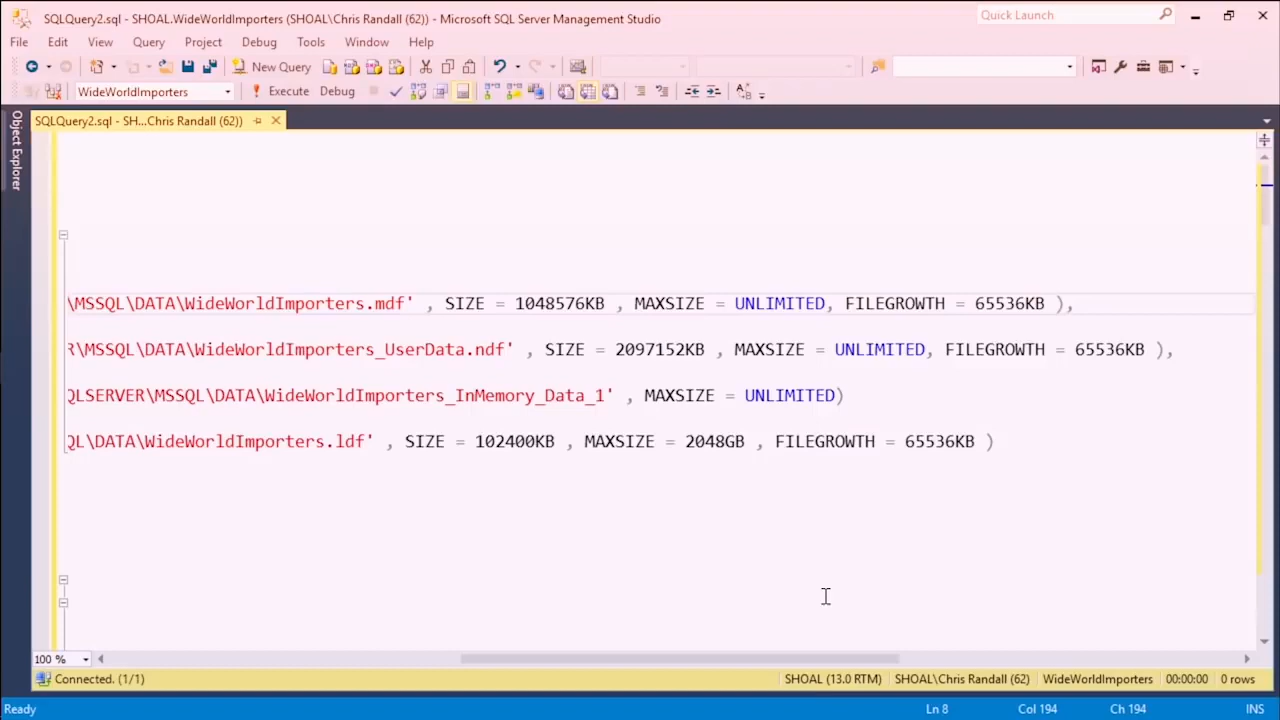 SQLQuery2.sql - SHOAL.WideWorldImporters (SHOAL\Chris Randall (62)) - Microsoft SQL Server Management Studio
Quick Launch
File Edit View Query Project Debug Tools Window Help
New Query
WideWorldImporters Execute Debug
SQLQuery2.sql - SH...Chris Randall (62))
Object Explorer
\MSSQL\DATA\WideWorldImporters.mdf' , SIZE = 1048576KB , MAXSIZE = UNLIMITED, FILEGROWTH = 65536KB ),
R\MSSQL\DATA\WideWorldImporters_UserData.ndf' , SIZE = 2097152KB , MAXSIZE = UNLIMITED, FILEGROWTH = 65536KB ),
QLSERVER\MSSQL\DATA\WideWorldImporters_InMemory_Data_1' , MAXSIZE = UNLIMITED)
QL\DATA\WideWorldImporters.ldf' , SIZE = 102400KB , MAXSIZE = 2048GB , FILEGROWTH = 65536KB )
100 %
Connected. (1/1) SHOAL (13.0 RTM) SHOAL\Chris Randall (62) WideWorldImporters 00:00:00 0 rows
Ready Ln 8 Col 194 Ch 194 INS